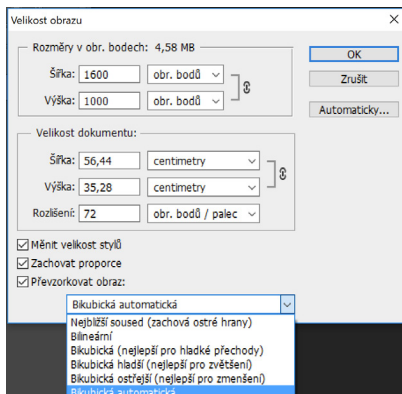 Velikost obrazu
Rozměry v obr. bodech: 4,58 MB
Šířka: 1600 obr. bodů
Výška: 1000 obr. bodů
OK
Zrušit
Automaticky...
Velikost dokumentu:
Šířka: 56,44 centimetry
Výška: 35,28 centimetry
Rozlišení: 72 obr. bodů / palec
Měnit velikost stylů
Zachovat proporce
Převzorkovat obraz:
Bikubická automatická
Nejbližší soused (zachová ostré hrany)
Bilineární
Bikubická (nejlepší pro hladké přechody)
Bikubická hladší (nejlepší pro zvětšení)
Bikubická ostřejší (nejlepší pro zmenšení)
Bikubická automatická